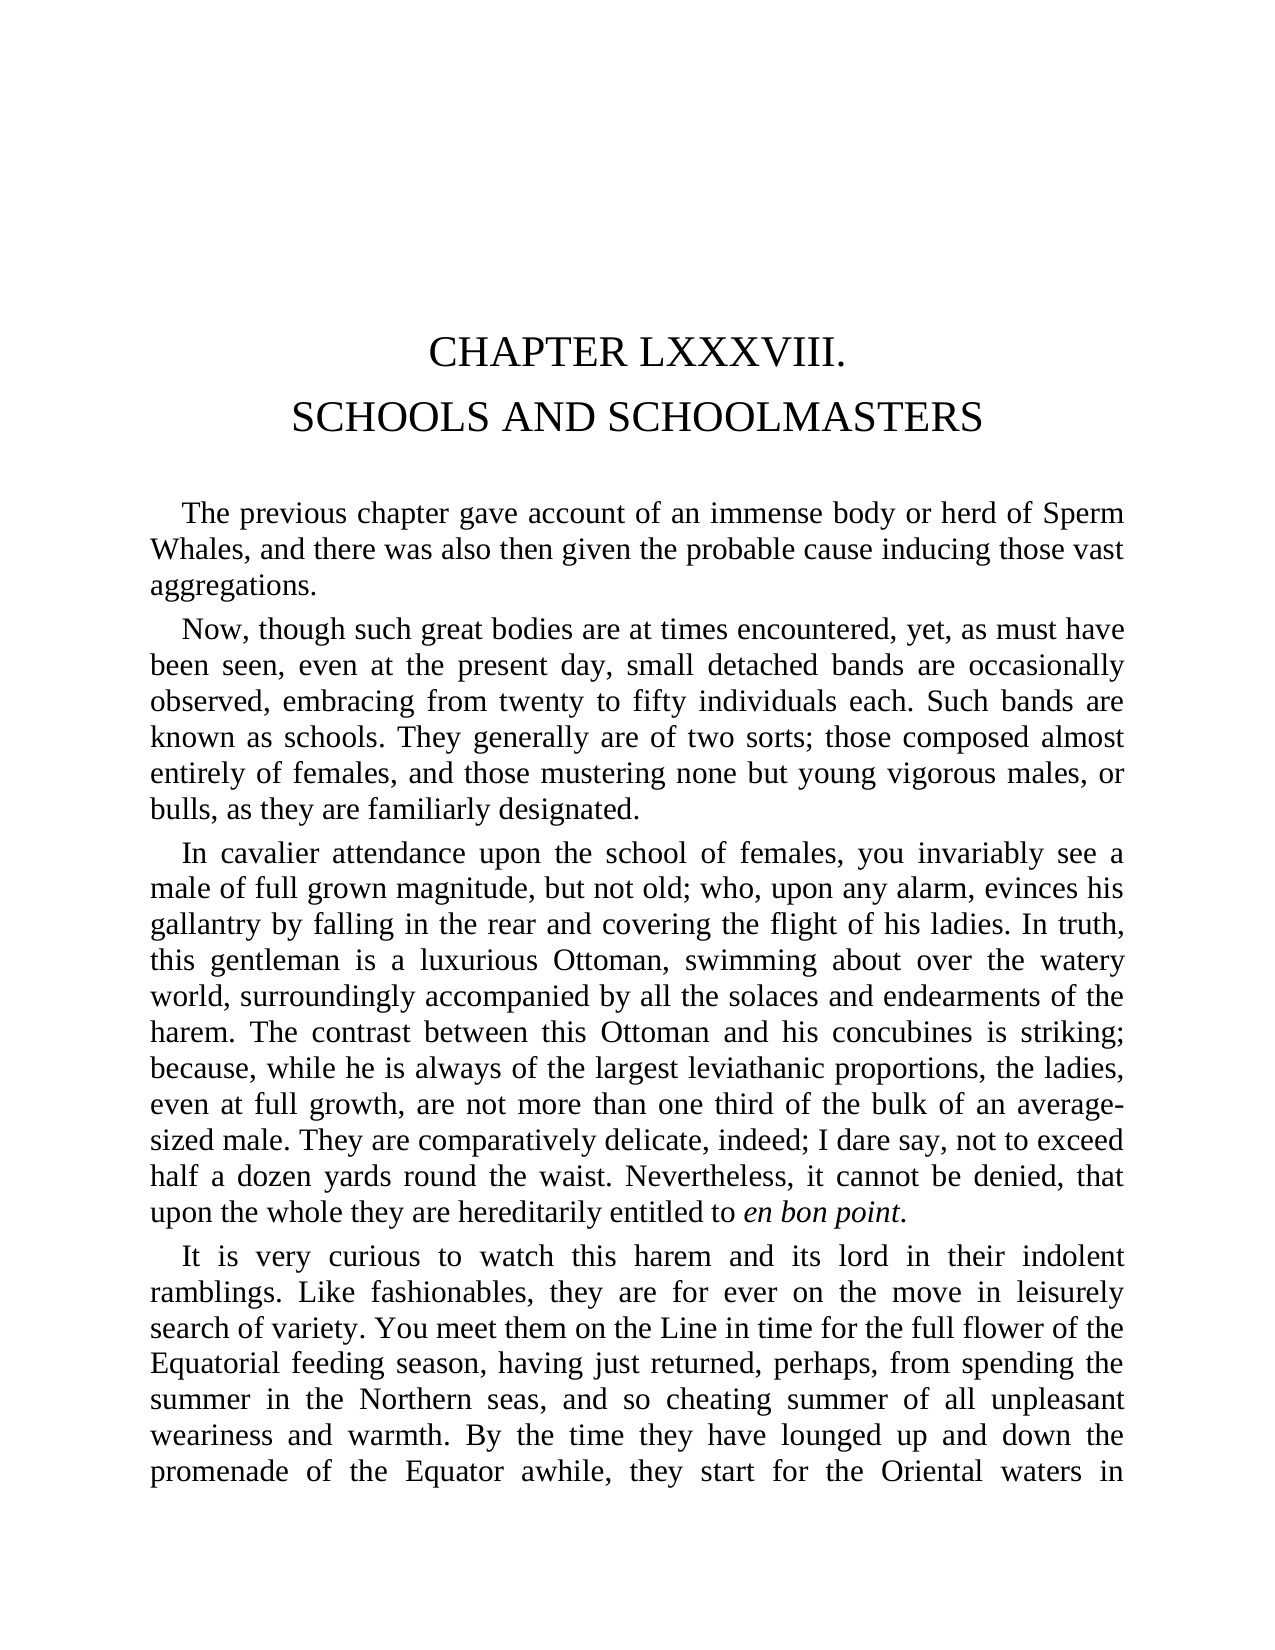 CHAPTER LXXXVIII.
SCHOOLS AND SCHOOLMASTERS
The previous chapter gave account of an immense body or herd of Sperm
Whales, and there was also then given the probable cause inducing those vast
aggregations.
Now, though such great bodies are at times encountered, yet, as must have
been seen, even at the present day, small detached bands are occasionally
observed, embracing from twenty to fifty individuals each. Such bands are
known as schools. They generally are of two sorts; those composed almost
entirely of females, and those mustering none but young vigorous males, or
bulls, as they are familiarly designated.
In cavalier attendance upon the school of females, you invariably see a
male of full grown magnitude, but not old; who, upon any alarm, evinces his
gallantry by falling in the rear and covering the flight of his ladies. In truth,
this gentleman is a luxurious Ottoman, swimming about over the watery
world, surroundingly accompanied by all the solaces and endearments of the
harem. The contrast between this Ottoman and his concubines is striking;
because, while he is always of the largest leviathanic proportions, the ladies,
even at full growth, are not more than one third of the bulk of an average-
sized male. They are comparatively delicate, indeed; I dare say, not to exceed
half a dozen yards round the waist. Nevertheless, it cannot be denied, that
upon the whole they are hereditarily entitled to en bon point.
It is very curious to watch this harem and its lord in their indolent
ramblings. Like fashionables, they are for ever on the move in leisurely
search of variety. You meet them on the Line in time for the full flower of the
Equatorial feeding season, having just returned, perhaps, from spending the
summer in the Northern seas, and so cheating summer of all unpleasant
weariness and warmth. By the time they have lounged up and down the
promenade of the Equator awhile, they start for the Oriental waters in